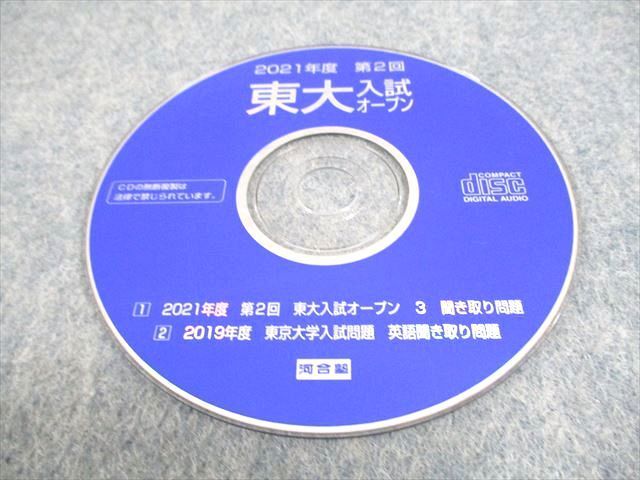 2021年度 第2回
東大入試オープン
CDの無断複製は
法律で禁じられています。
COMPACT
disc
DIGITAL AUDIO
1 2021年度 第2回 東大入試オープン 3 聞き取り問題
2 2019年度 東京大学入試問題 英語聞き取り問題
河合塾